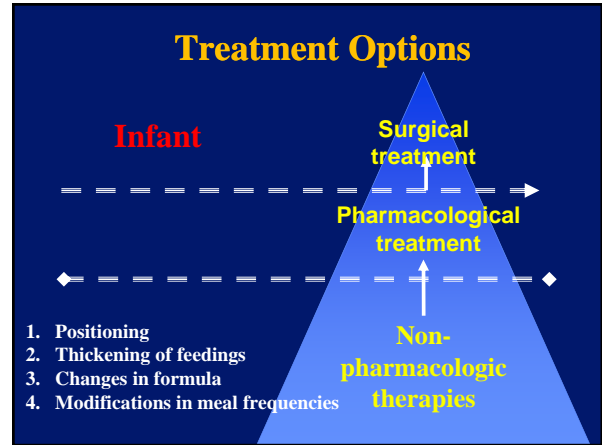 Treatment Options
Infant
Surgical
treatment
Pharmacological
treatment
1. Positioning
2. Thickening of feedings
3. Changes in formula
4. Modifications in meal frequencies
Non-
pharmacologic
therapies